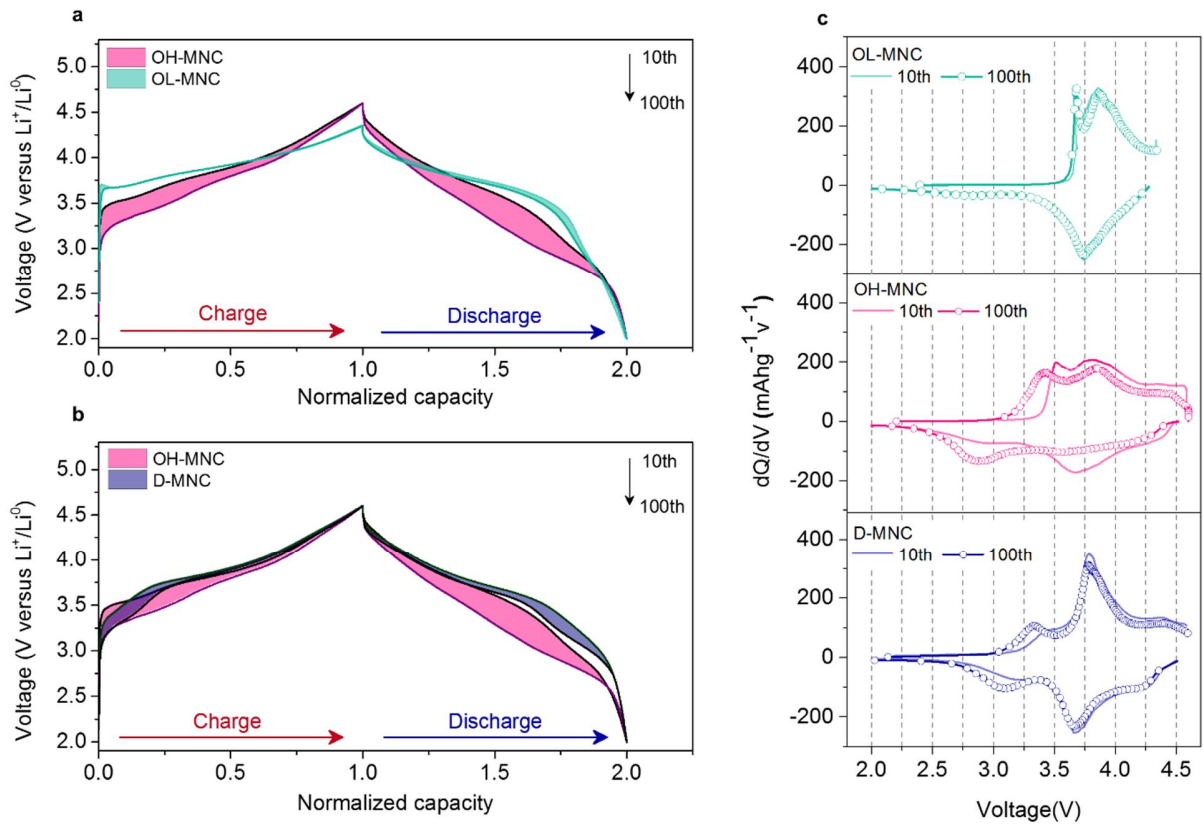 a
OH-MNC
OL-MNC
10th
100th
5.0
4.5
4.0
3.5
3.0
2.5
2.0
Voltage (V versus Li⁺/Li⁰)
Charge
Discharge
0.0 0.5 1.0 1.5 2.0
Normalized capacity
b
OH-MNC
D-MNC
10th
100th
5.0
4.5
4.0
3.5
3.0
2.5
2.0
Voltage (V versus Li⁺/Li⁰)
Charge
Discharge
0.0 0.5 1.0 1.5 2.0
Normalized capacity
c
OL-MNC
10th 100th
400
200
0
-200
OH-MNC
10th 100th
400
200
0
-200
D-MNC
10th 100th
400
200
0
-200
dQ/dV (mAhg⁻¹v⁻¹)
2.0 2.5 3.0 3.5 4.0 4.5
Voltage(V)